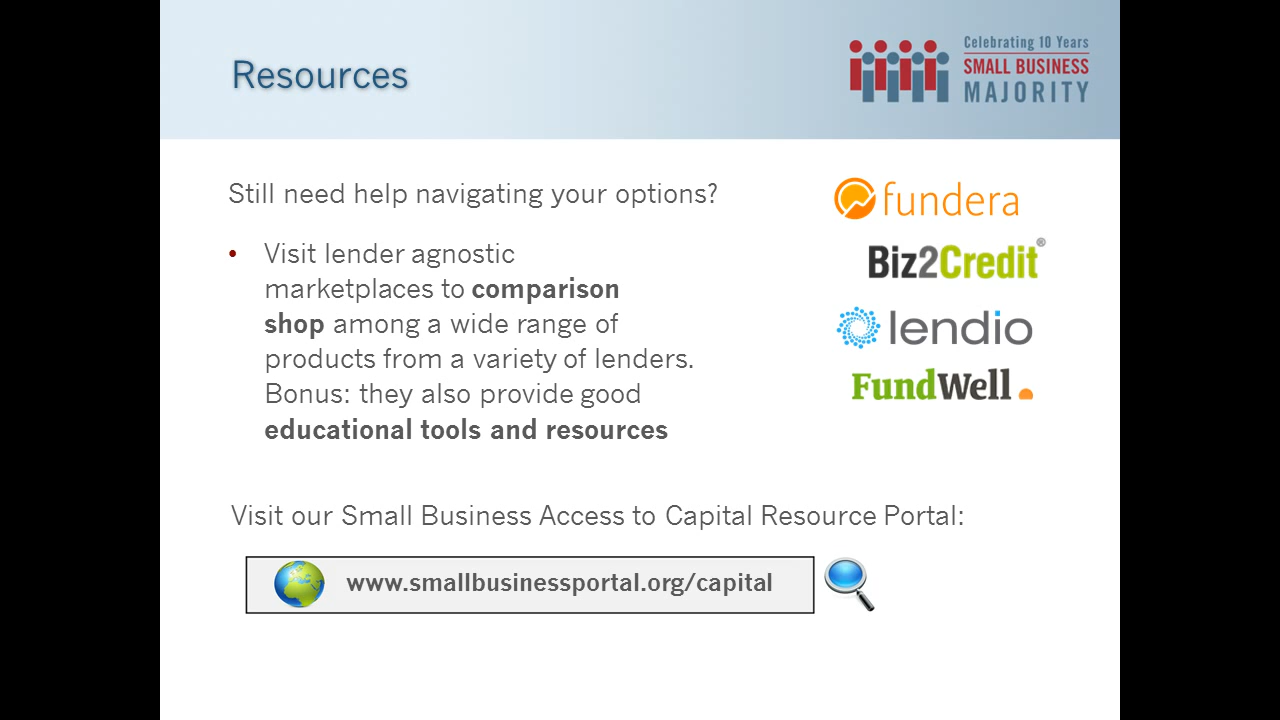 Resources
Celebrating 10 Years
SMALL BUSINESS
MAJORITY
Still need help navigating your options?
• Visit lender agnostic
marketplaces to comparison
shop among a wide range of
products from a variety of lenders.
Bonus: they also provide good
educational tools and resources
fundera
Biz2Credit®
lendio
FundWell
Visit our Small Business Access to Capital Resource Portal:
www.smallbusinessportal.org/capital